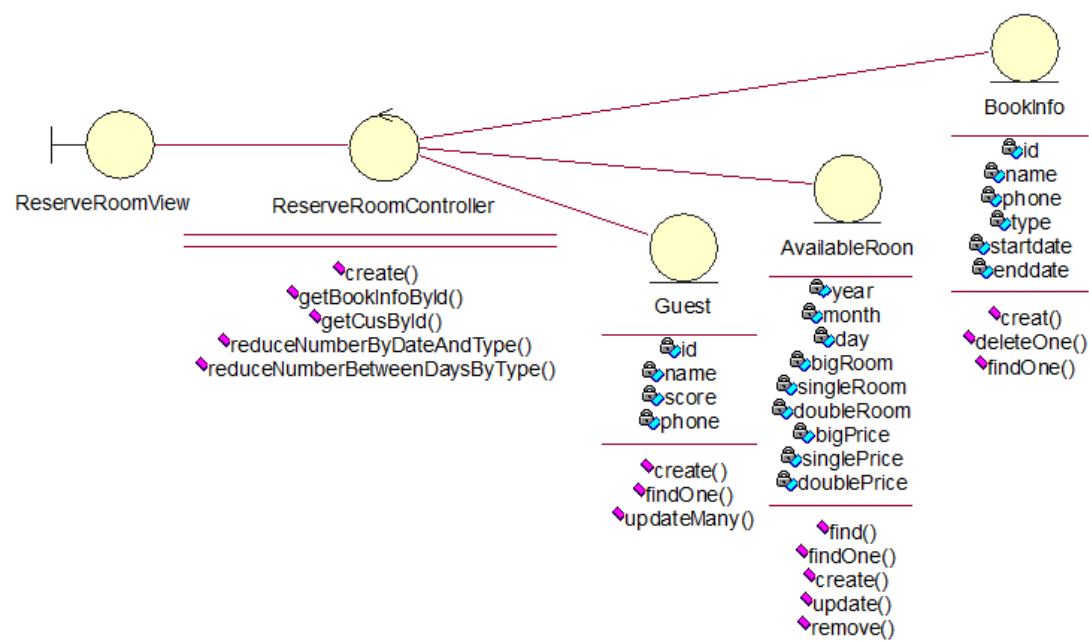 ReserveRoomView
ReserveRoomController
create()
getBookInfoById()
getCusById()
reduceNumberByDateAndType()
reduceNumberBetweenDaysByType()
Guest
id
name
score
phone
create()
findOne()
updateMany()
AvailableRoon
year
month
day
bigRoom
singleRoom
doubleRoom
bigPrice
singlePrice
doublePrice
find()
findOne()
create()
update()
remove()
BookInfo
id
name
phone
type
startdate
enddate
creat()
deleteOne()
findOne()